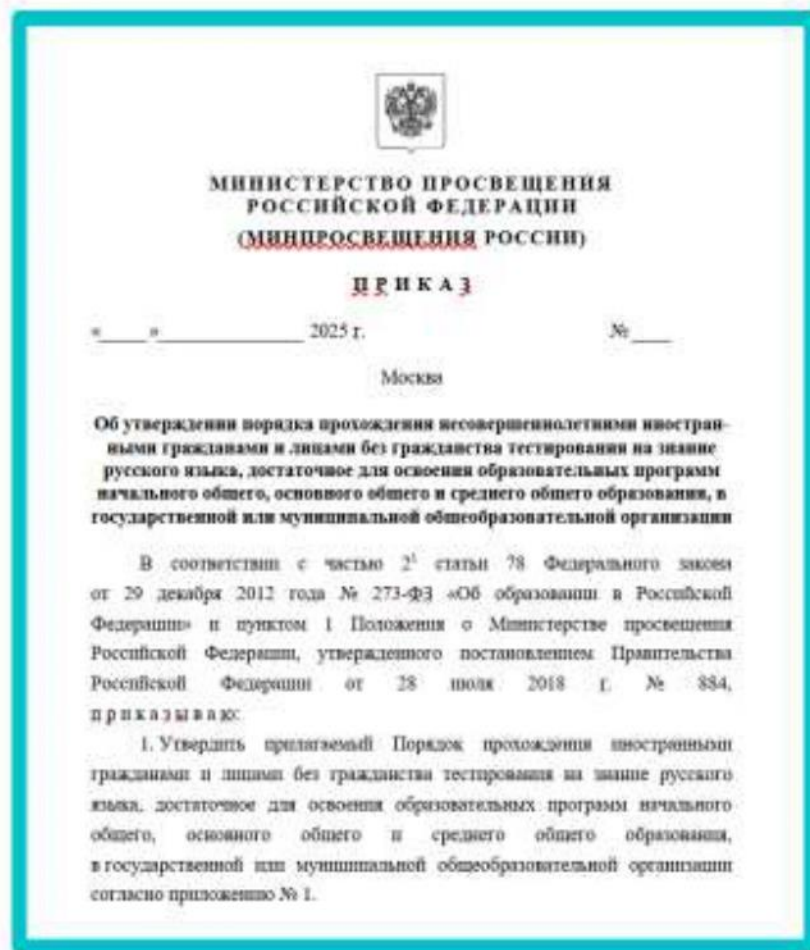 МИНИСТЕРСТВО ПРОСВЕЩЕНИЯ
РОССИЙСКОЙ ФЕДЕРАЦИИ
(МИНПРОСВЕЩЕНИЯ РОССИИ)
П Р И К А З
«____ »______________ 2025 г. № ____
Москва
Об утверждении порядка прохождения несовершеннолетними иностран-
ными гражданами и лицами без гражданства тестирования на знание
русского языка, достаточное для освоения образовательных программ
начального общего, основного общего и среднего общего образования, в
государственной или муниципальной общеобразовательной организации
В соответствии с частью 2¹ статьи 78 Федерального закона
от 29 декабря 2012 года № 273-ФЗ «Об образовании в Российской
Федерации» и пунктом 1 Положения о Министерстве просвещения
Российской Федерации, утвержденного постановлением Правительства
Российской Федерации от 28 июля 2018 г. № 884,
п р и к а з ы в а ю:
1. Утвердить прилагаемый Порядок прохождения иностранными
гражданами и лицами без гражданства тестирования на знание русского
языка, достаточное для освоения образовательных программ начального
общего, основного общего и среднего общего образования,
в государственной или муниципальной общеобразовательной организации
согласно приложению № 1.